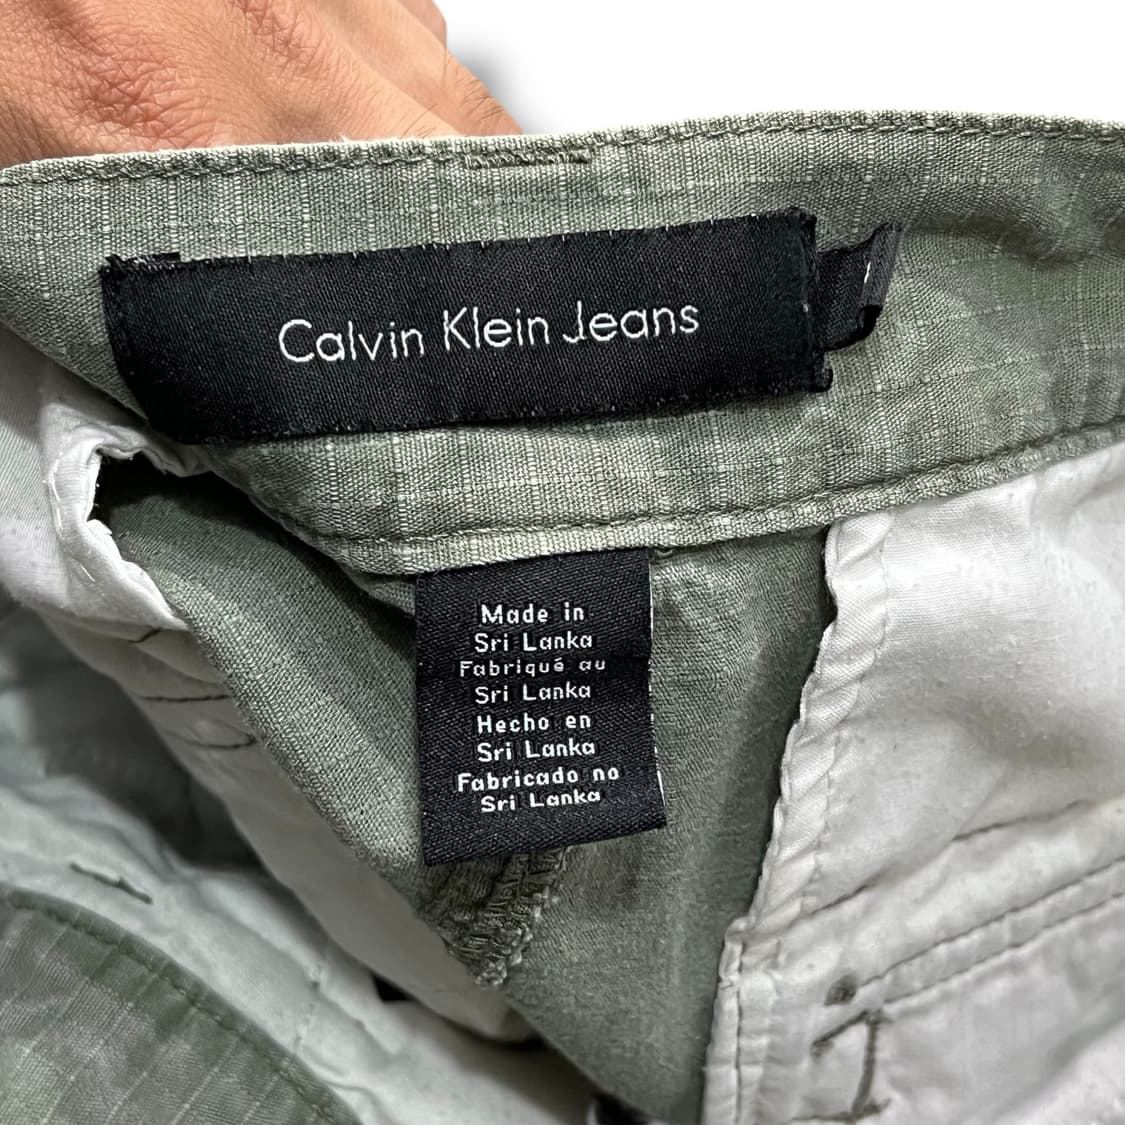 Calvin Klein Jeans
Made in
Sri Lanka
Fabriqué au
Sri Lanka
Hecho en
Sri Lanka
Fabricado no
Sri Lanka